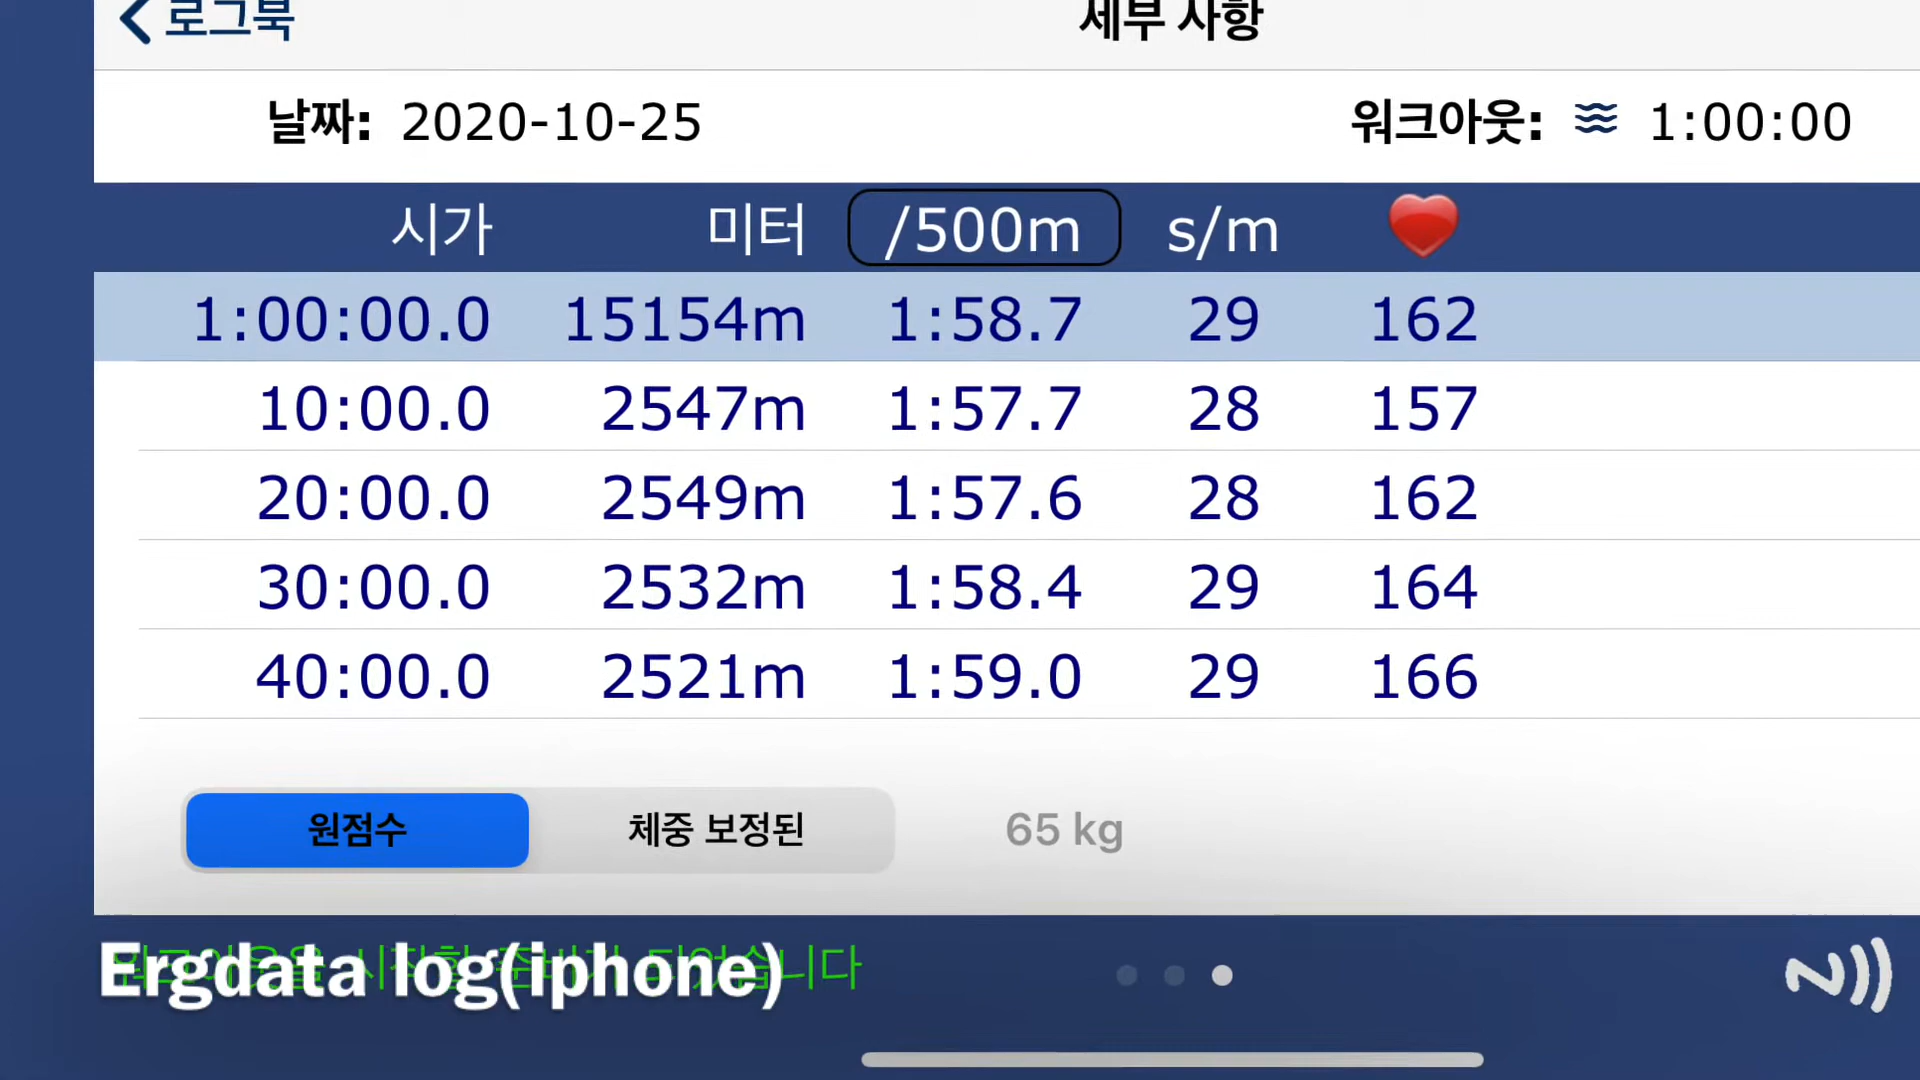 로그북
세부 사항
날짜: 2020-10-25
워크아웃: 1:00:00
시가 미터 /500m s/m
1:00:00.0 15154m 1:58.7 29 162
10:00.0 2547m 1:57.7 28 157
20:00.0 2549m 1:57.6 28 162
30:00.0 2532m 1:58.4 29 164
40:00.0 2521m 1:59.0 29 166
원점수 체중 보정된 65 kg
Ergdata log(iphone)